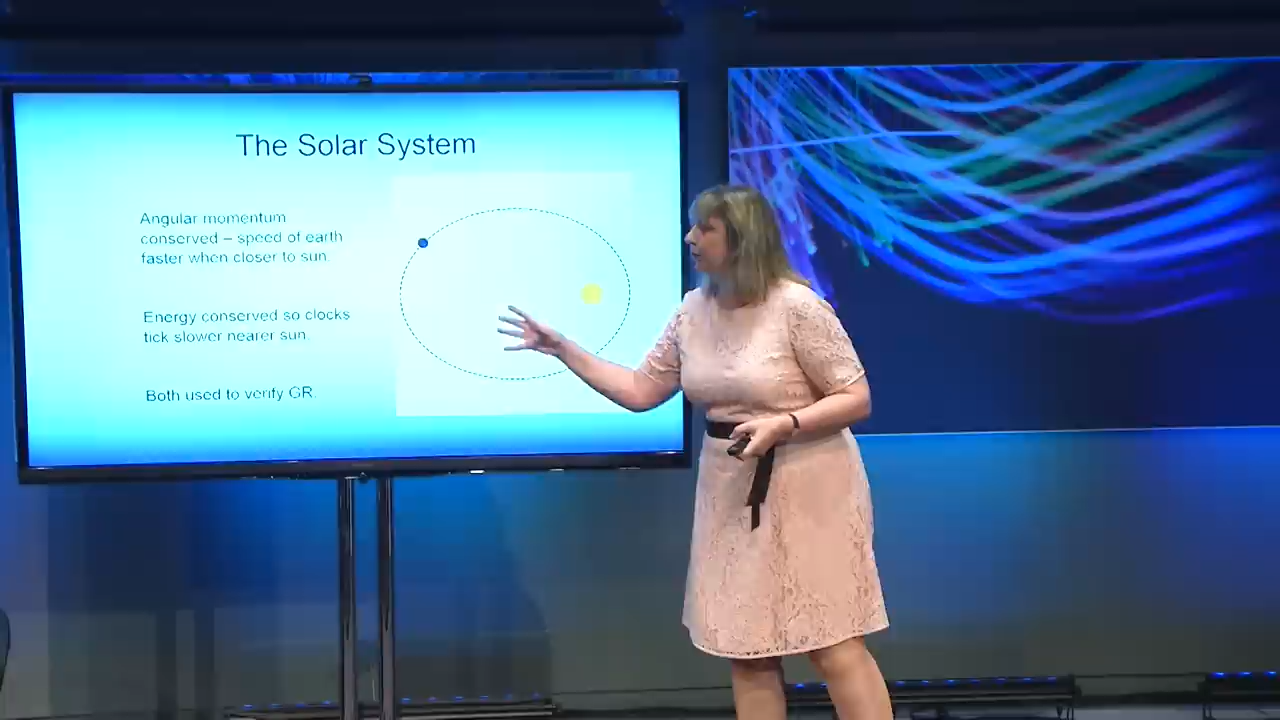 The Solar System
Angular momentum
conserved – speed of earth
faster when closer to sun.
Energy conserved so clocks
tick slower nearer sun.
Both used to verify GR.